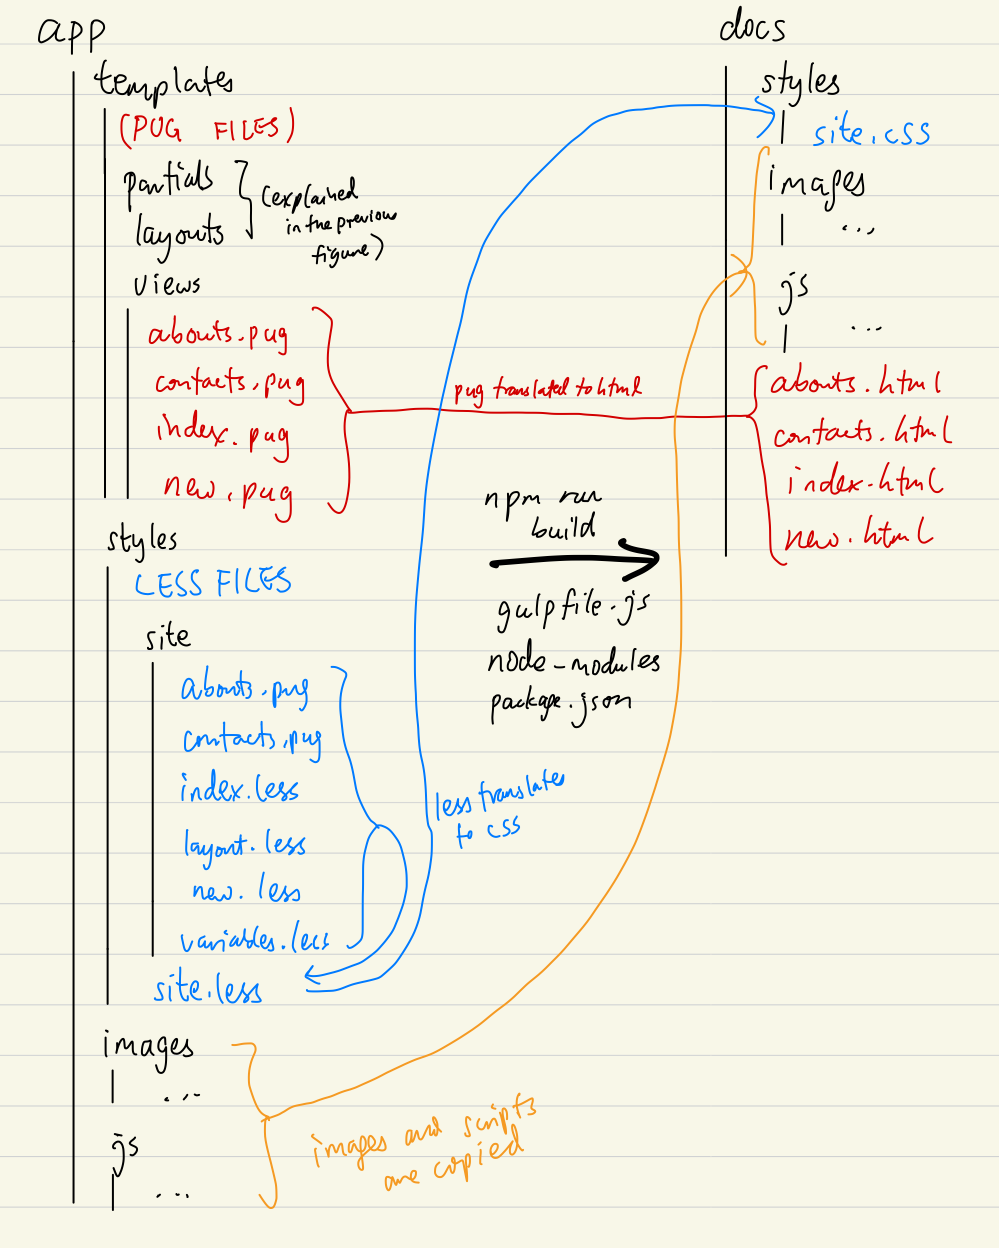 app
templates
(PUG FILES)
partials
layouts
(explained
in the previous
figure)
views
abouts.pug
contacts.pug
index.pug
new.pug
styles
LESS FILES
site
abouts.pug
contacts.pug
index.less
layout.less
new.less
variables.less
site.less
images
...
js
...
pug translated to html
npm run
build
gulpfile.js
node-modules
package.json
less translates
to css
images and scripts
are copied
docs
styles
site.css
images
...
js
...
abouts.html
contacts.html
index.html
new.html